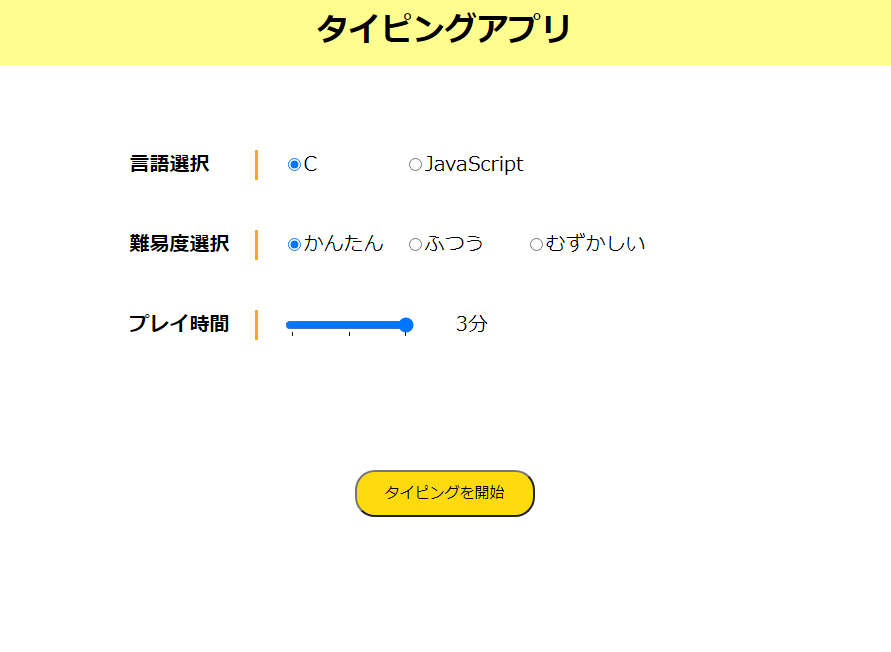 タイピングアプリ
言語選択 C JavaScript
難易度選択 かんたん ふつう むずかしい
プレイ時間 3分
タイピングを開始